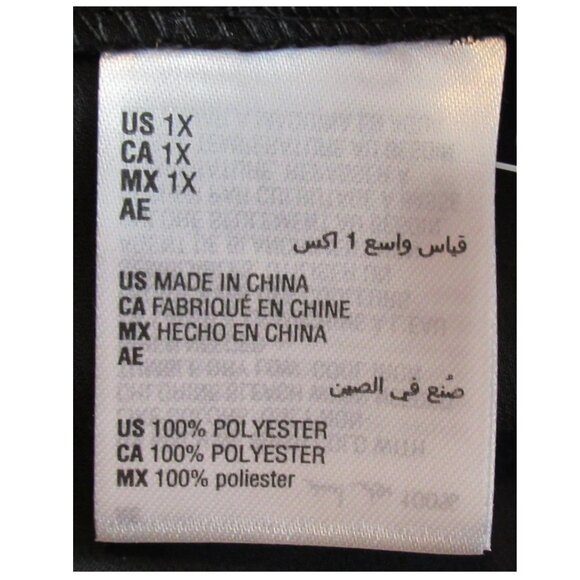 US 1X
CA 1X
MX 1X
AE
قياس واسع 1 اكس
US MADE IN CHINA
CA FABRIQUÉ EN CHINE
MX HECHO EN CHINA
AE
صُنع في الصين
US 100% POLYESTER
CA 100% POLYESTER
MX 100% poliester